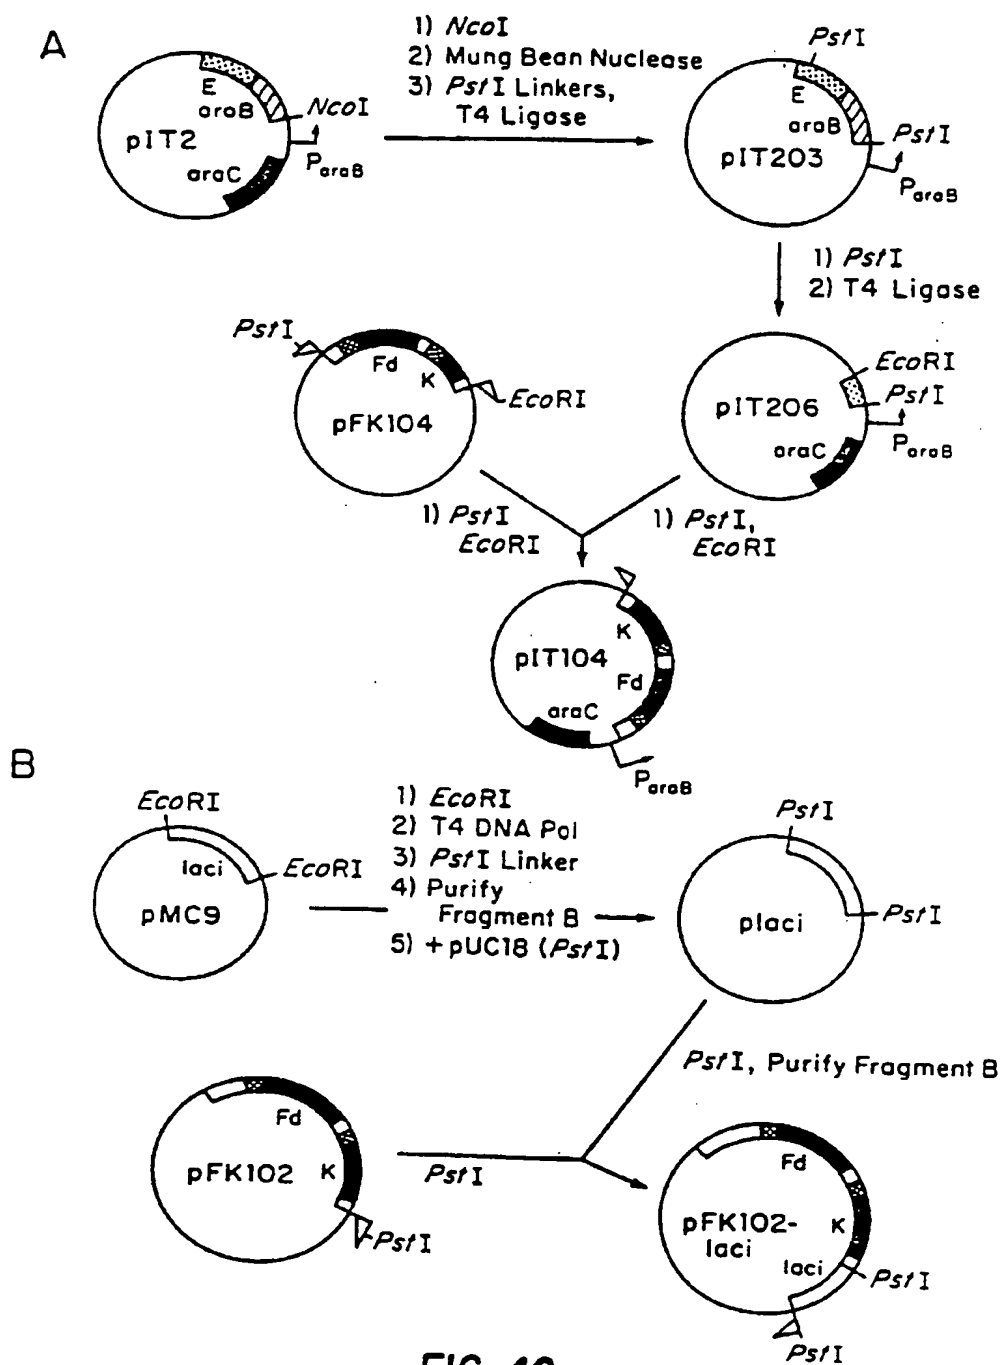 A
1) NcoI
2) Mung Bean Nuclease
3) PstI Linkers,
T4 Ligase
E
araB
NcoI
pIT2
ParaB
araC
PstI
E
araB
PstI
pIT203
ParaB
1) PstI
2) T4 Ligase
PstI
Fd
K
EcoRI
pFK104
EcoRI
PstI
pIT206
ParaB
araC
1) PstI
EcoRI
1) PstI,
EcoRI
K
pIT104
Fd
araC
ParaB
B
EcoRI
laci
EcoRI
pMC9
1) EcoRI
2) T4 DNA Pol
3) PstI Linker
4) Purify
Fragment B
5) +pUC18 (PstI)
PstI
placi
PstI
PstI, Purify Fragment B
Fd
pFK102
K
PstI
PstI
Fd
pFK102-
laci
K
laci
PstI
PstI